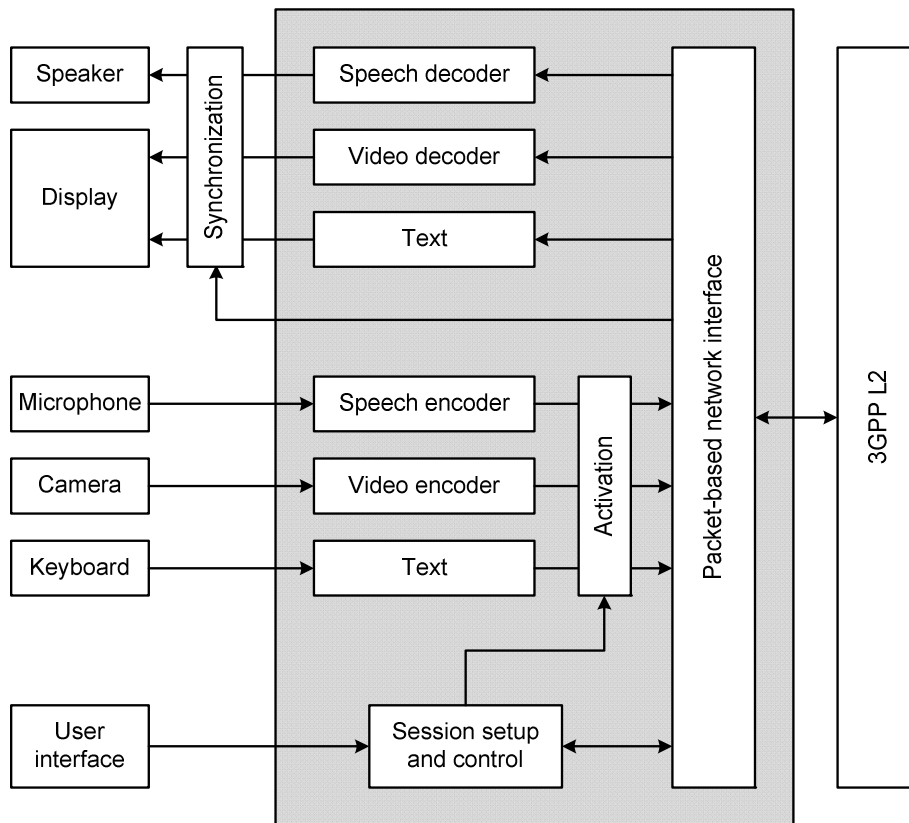 Speaker
Synchronization
Speech decoder
Display
Video decoder
Text
Packet-based network interface
3GPP L2
Microphone
Speech encoder
Activation
Camera
Video encoder
Keyboard
Text
User
interface
Session setup
and control